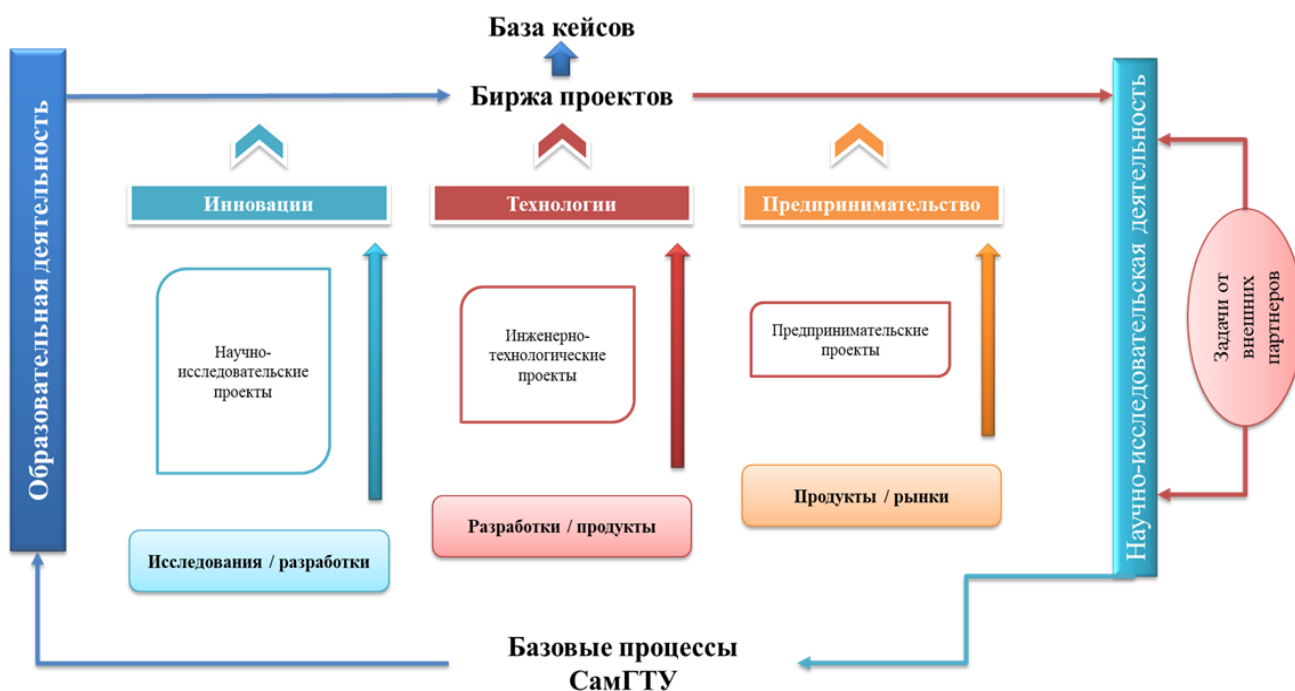 База кейсов
Биржа проектов
Образовательная деятельность
Инновации
Технологии
Предпринимательство
Научно-
исследовательские
проекты
Инженерно-
технологические
проекты
Предпринимательские
проекты
Исследования / разработки
Разработки / продукты
Продукты / рынки
Научно-исследовательская деятельность
Задачи от
внешних
партнеров
Базовые процессы
СамГТУ